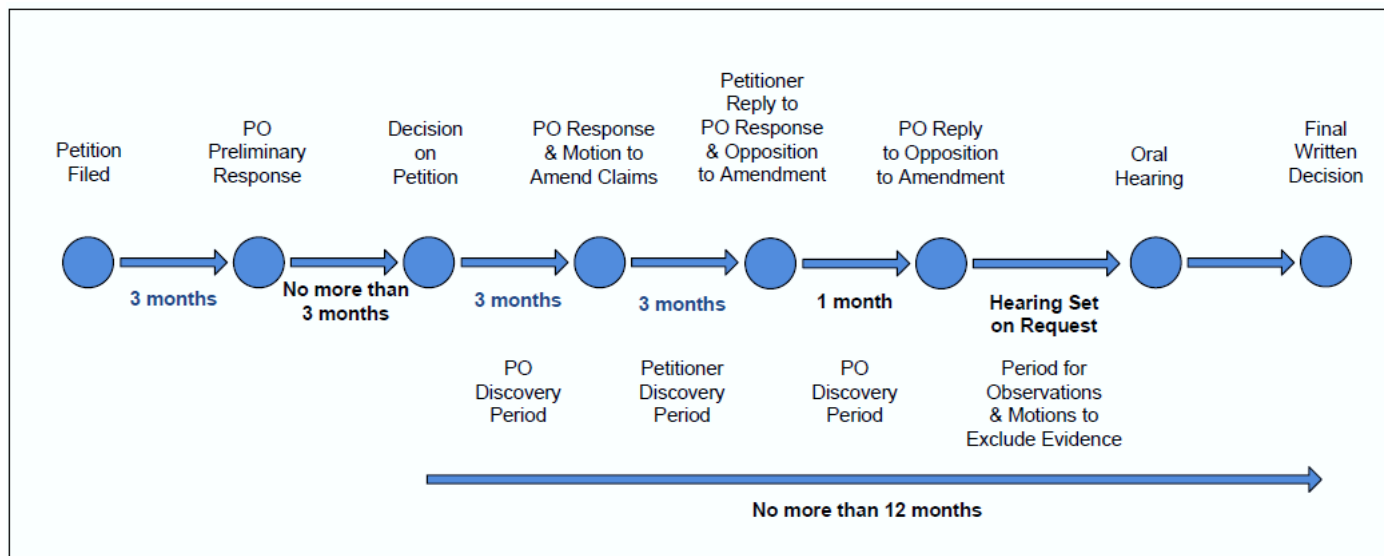 Petition
Filed
PO
Preliminary
Response
Decision
on
Petition
PO Response
& Motion to
Amend Claims
Petitioner
Reply to
PO Response
& Opposition
to Amendment
PO Reply
to Opposition
to Amendment
Oral
Hearing
Final
Written
Decision
3 months
No more than
3 months
3 months
3 months
1 month
Hearing Set
on Request
PO
Discovery
Period
Petitioner
Discovery
Period
PO
Discovery
Period
Period for
Observations
& Motions to
Exclude Evidence
No more than 12 months